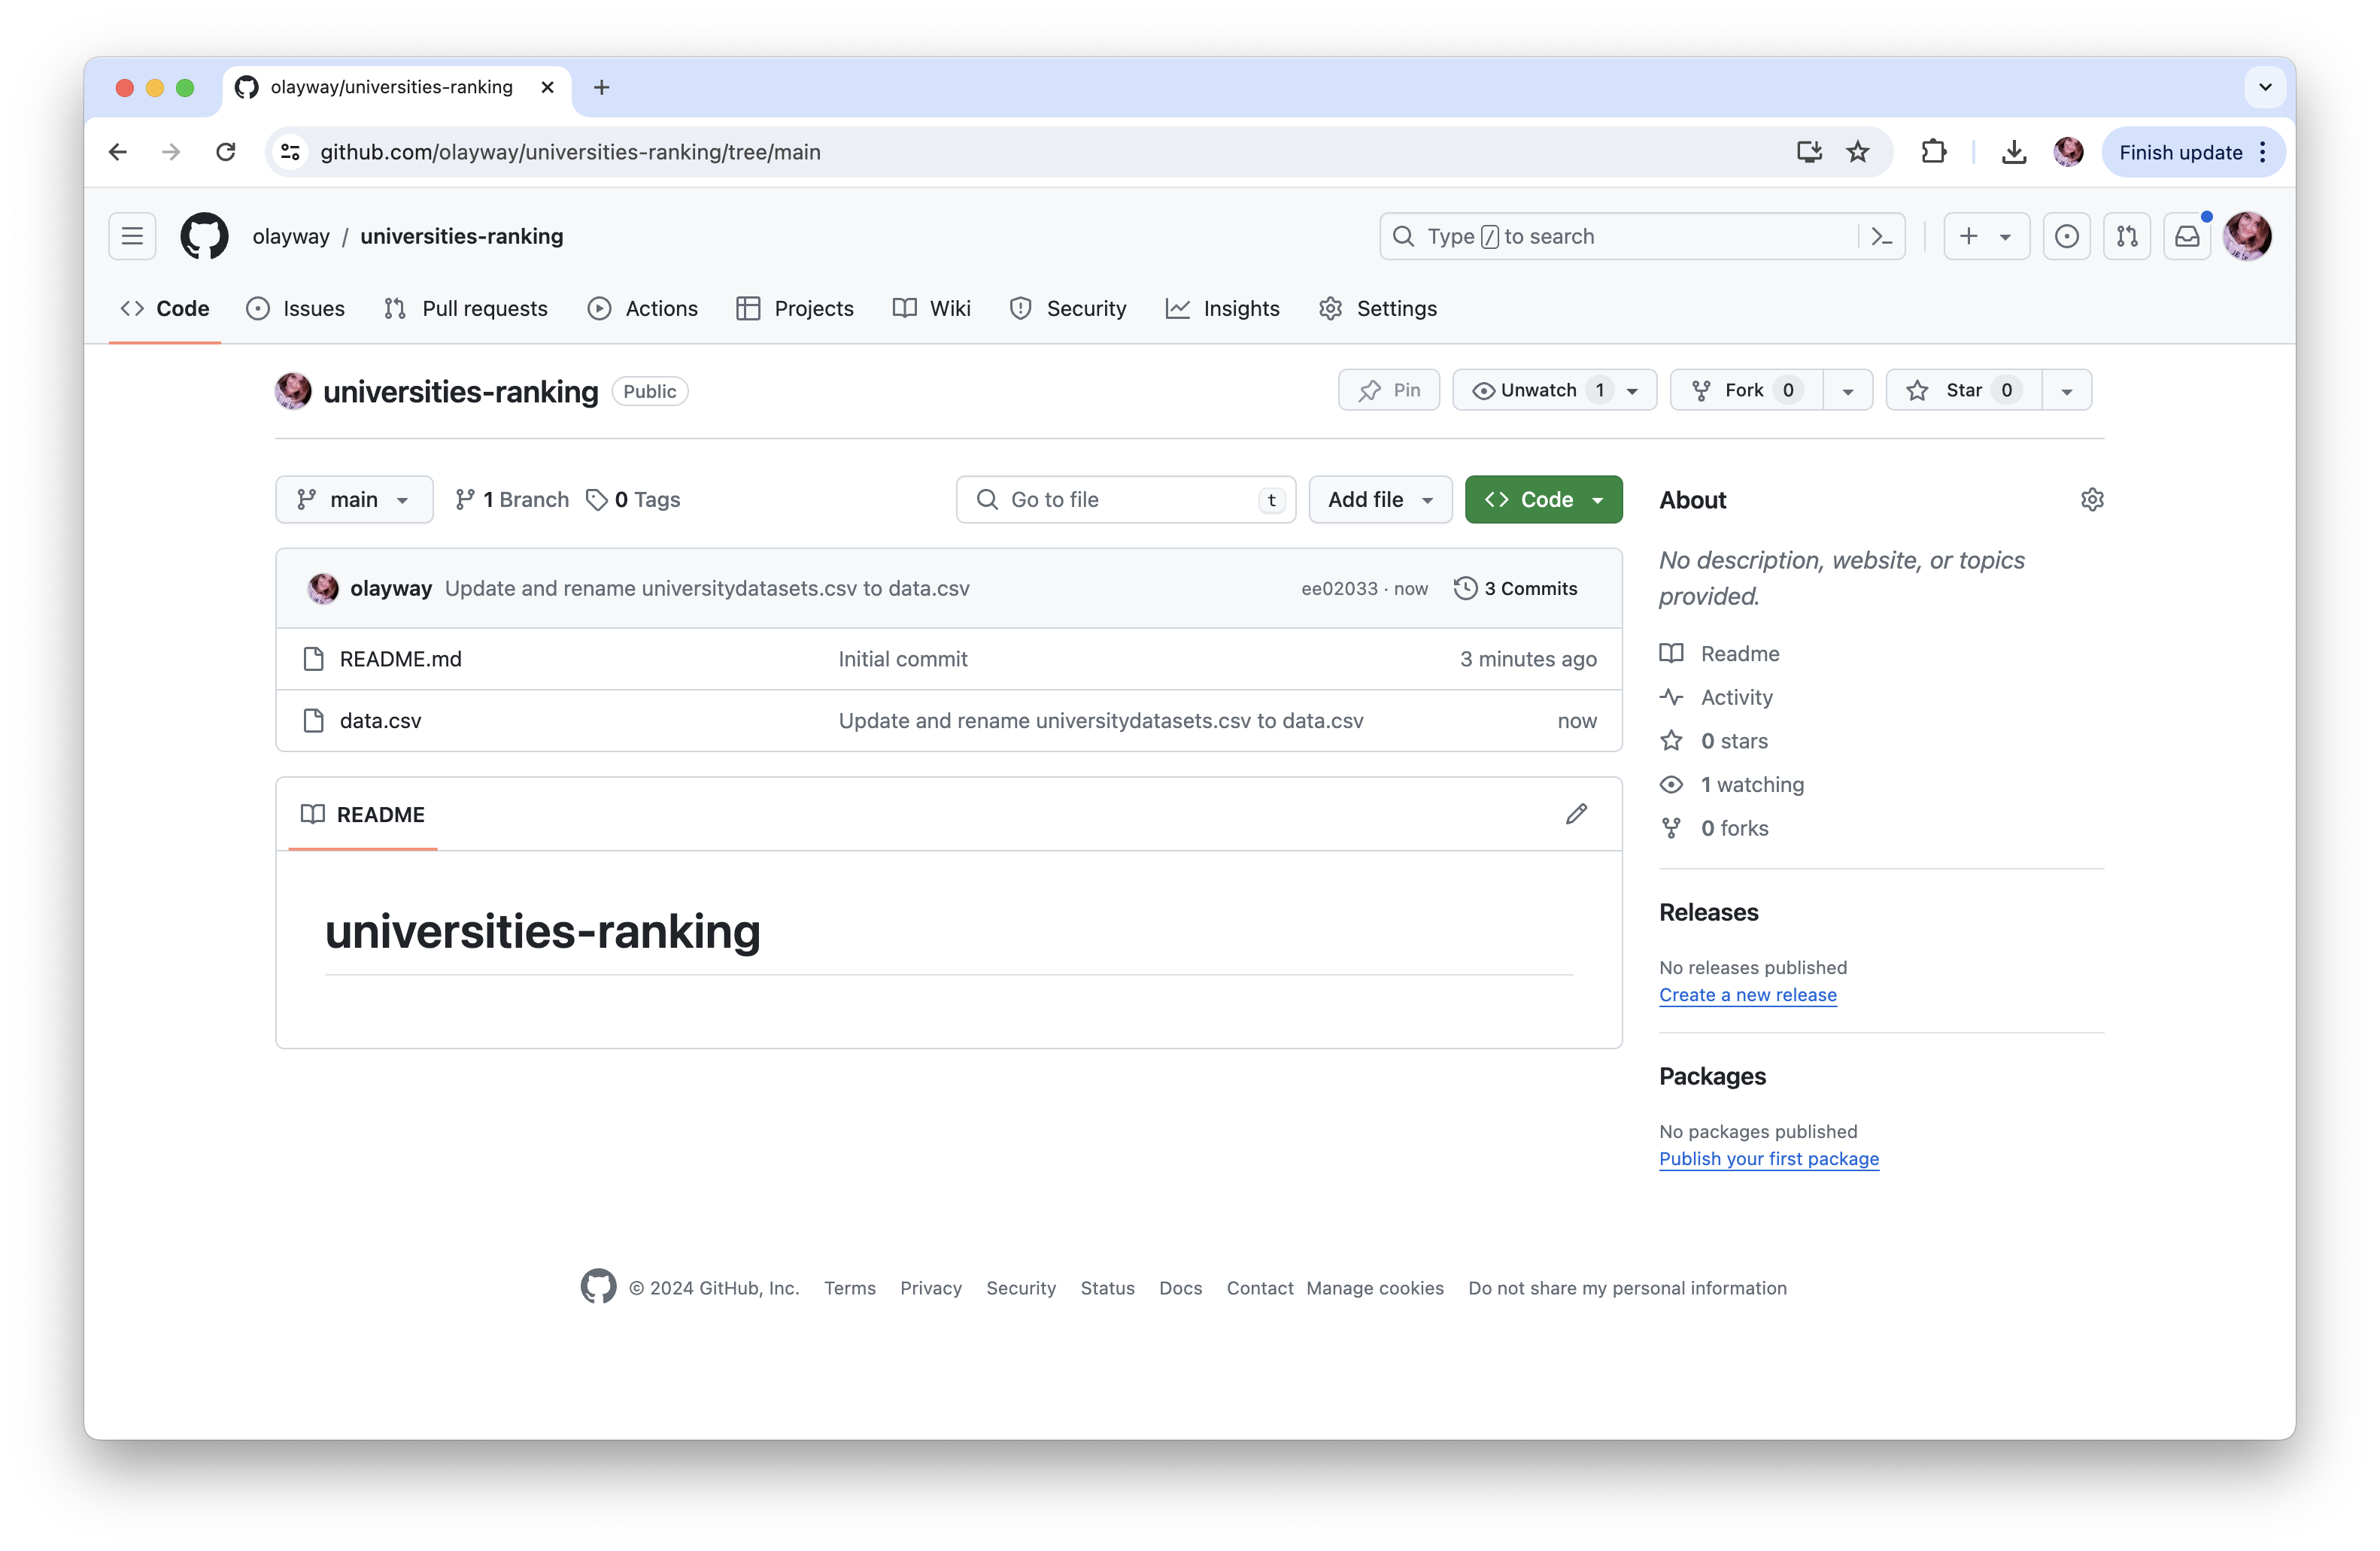 olayway/universities-ranking
github.com/olayway/universities-ranking/tree/main
Finish update
olayway / universities-ranking
Type / to search
Code Issues Pull requests Actions Projects Wiki Security Insights Settings
universities-ranking Public
Pin Unwatch 1 Fork 0 Star 0
main 1 Branch 0 Tags Go to file t Add file Code
olayway Update and rename universitydatasets.csv to data.csv ee02033 · now 3 Commits
README.md Initial commit 3 minutes ago
data.csv Update and rename universitydatasets.csv to data.csv now
README
universities-ranking
About
No description, website, or topics
provided.
Readme
Activity
0 stars
1 watching
0 forks
Releases
No releases published
Create a new release
Packages
No packages published
Publish your first package
© 2024 GitHub, Inc. Terms Privacy Security Status Docs Contact Manage cookies Do not share my personal information